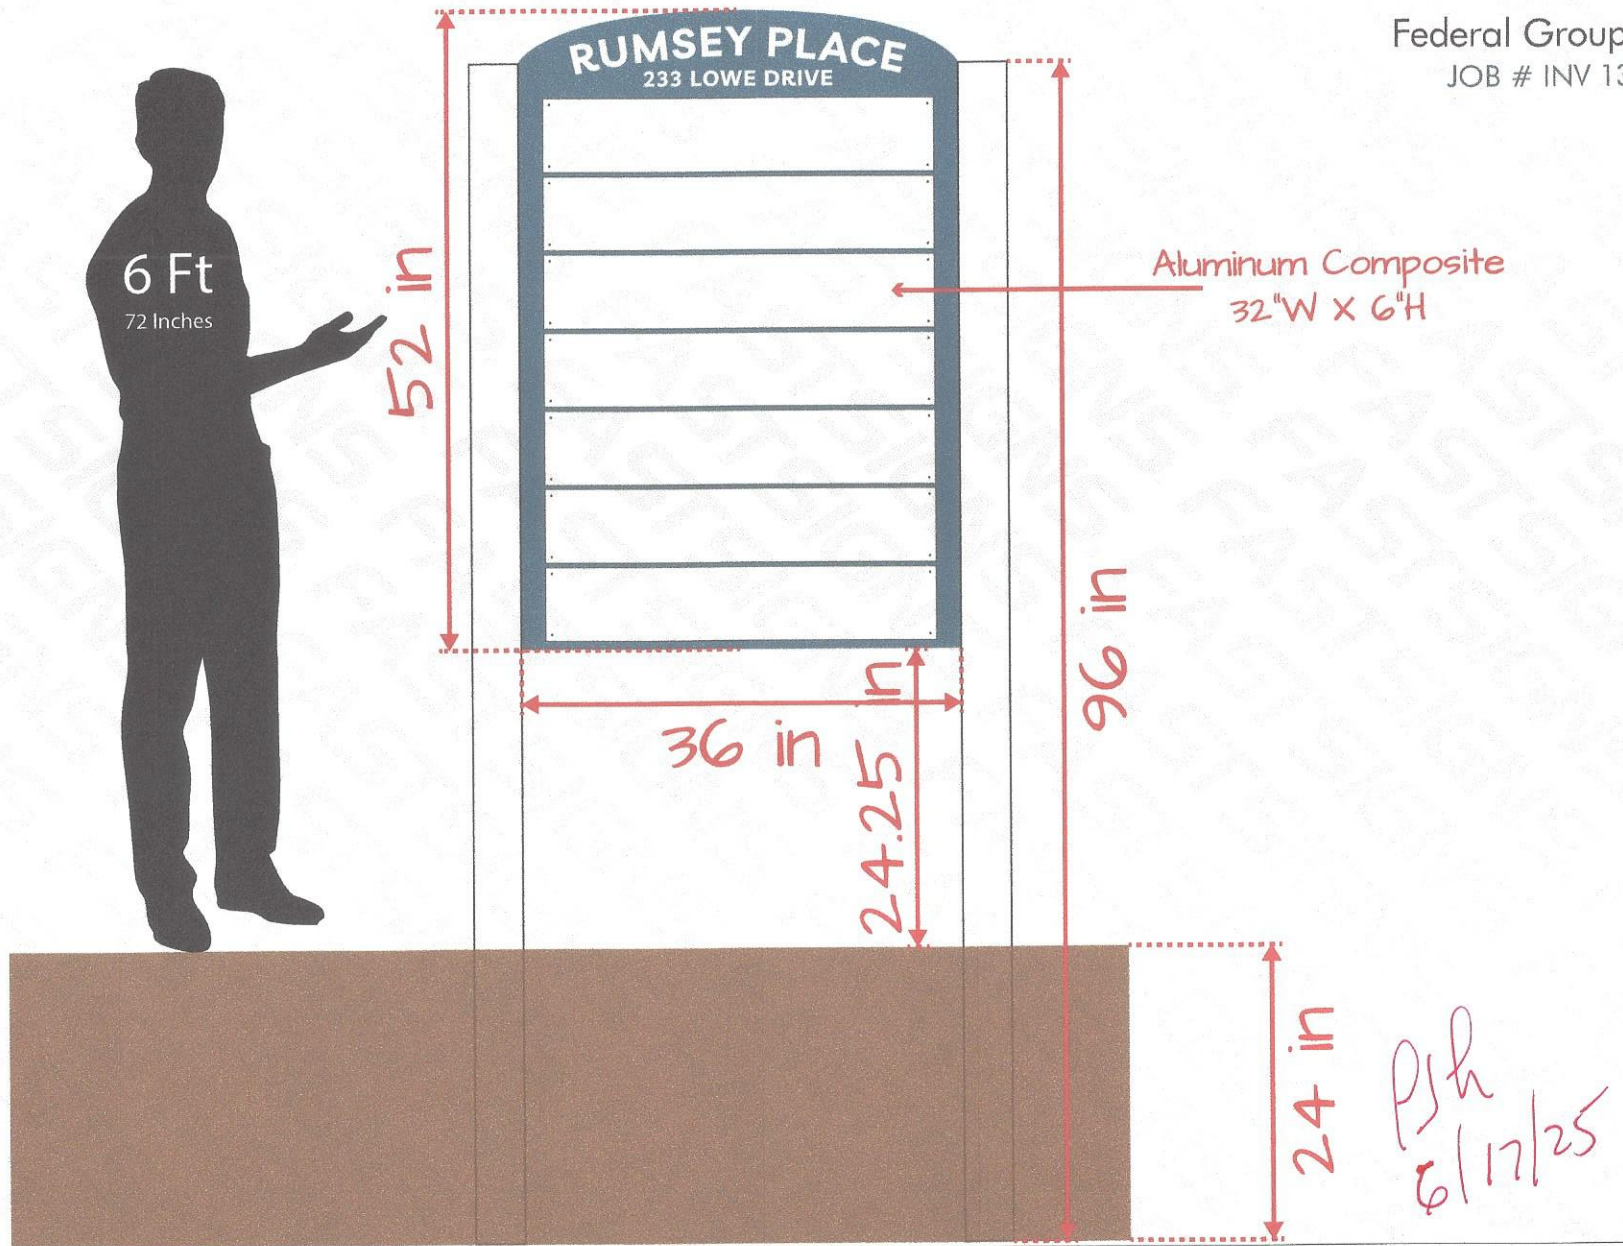 Federal Group
JOB # INV 13
RUMSEY PLACE
233 LOWE DRIVE
6 Ft
72 Inches
52 in
Aluminum Composite
32"W X 6"H
96 in
36 in
24.25 in
24 in
psh
6/17/25